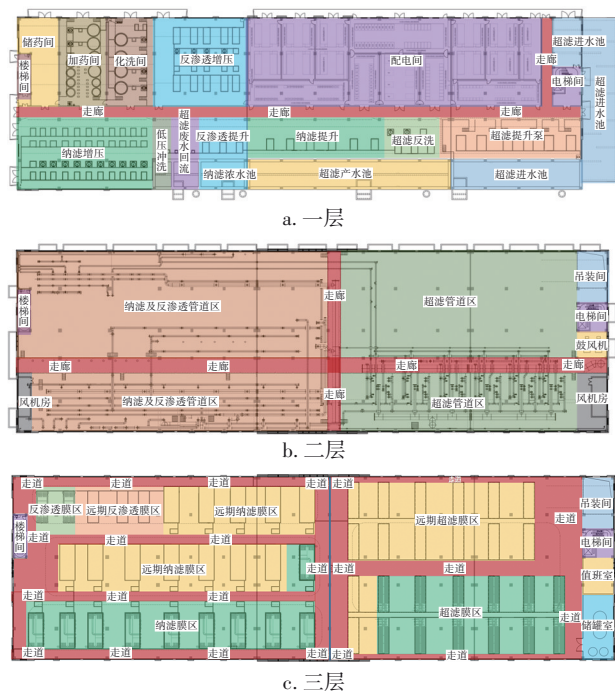 储药间
加药间
化洗间
反渗透增压
配电间
走廊
超滤进水池
电梯间
超滤进水池
楼梯间
走廊
走廊
走廊
纳滤增压
低压冲洗
超滤废水回流
反渗透提升
纳滤提升
超滤反洗
超滤提升泵
纳滤浓水池
超滤产水池
超滤进水池
a. 一层
楼梯间
纳滤及反渗透管道区
走廊
超滤管道区
吊装间
电梯间
鼓风机
走廊
走廊
走廊
走廊
风机房
纳滤及反渗透管道区
走廊
超滤管道区
风机房
b. 二层
走道
走道
走道
走道
走道
走道
反渗透膜区
远期反渗透膜区
远期纳滤膜区
远期超滤膜区
吊装间
楼梯间
走道
走道
走道
走道
电梯间
远期纳滤膜区
走道
走道
值班室
走道
走道
走道
走道
纳滤膜区
超滤膜区
走道
储罐室
走道
走道
走道
走道
走道
走道
c. 三层